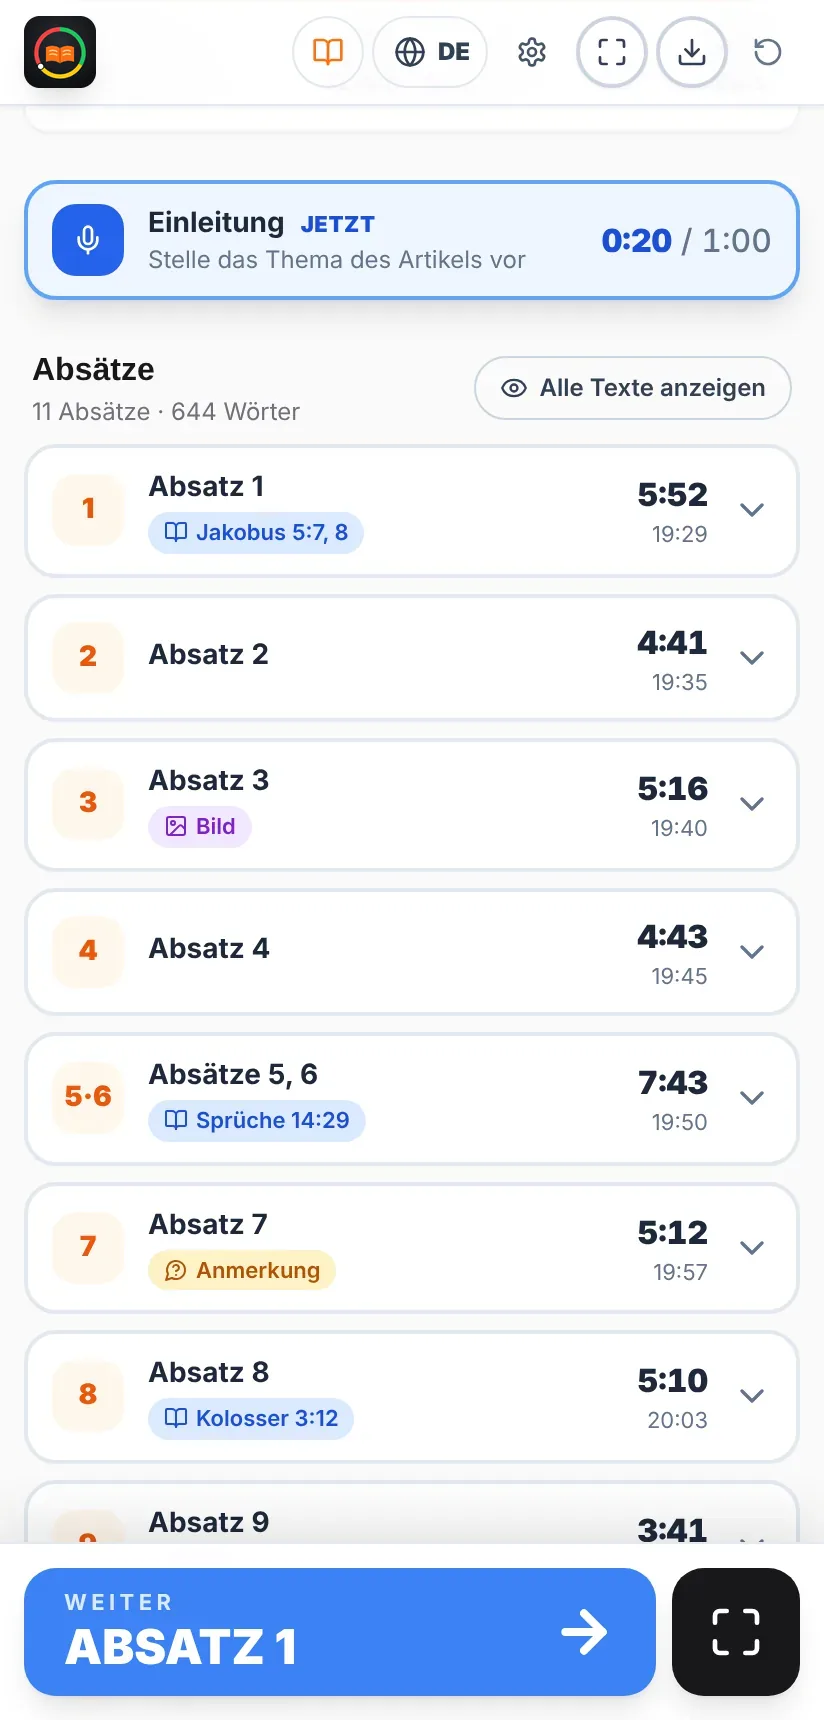 DE
Einleitung JETZT
Stelle das Thema des Artikels vor
0:20 / 1:00
Absätze
11 Absätze · 644 Wörter
Alle Texte anzeigen
1
Absatz 1
Jakobus 5:7, 8
5:52
19:29
2
Absatz 2
4:41
19:35
3
Absatz 3
Bild
5:16
19:40
4
Absatz 4
4:43
19:45
5·6
Absätze 5, 6
Sprüche 14:29
7:43
19:50
7
Absatz 7
Anmerkung
5:12
19:57
8
Absatz 8
Kolosser 3:12
5:10
20:03
9
Absatz 9
3:41
WEITER
ABSATZ 1